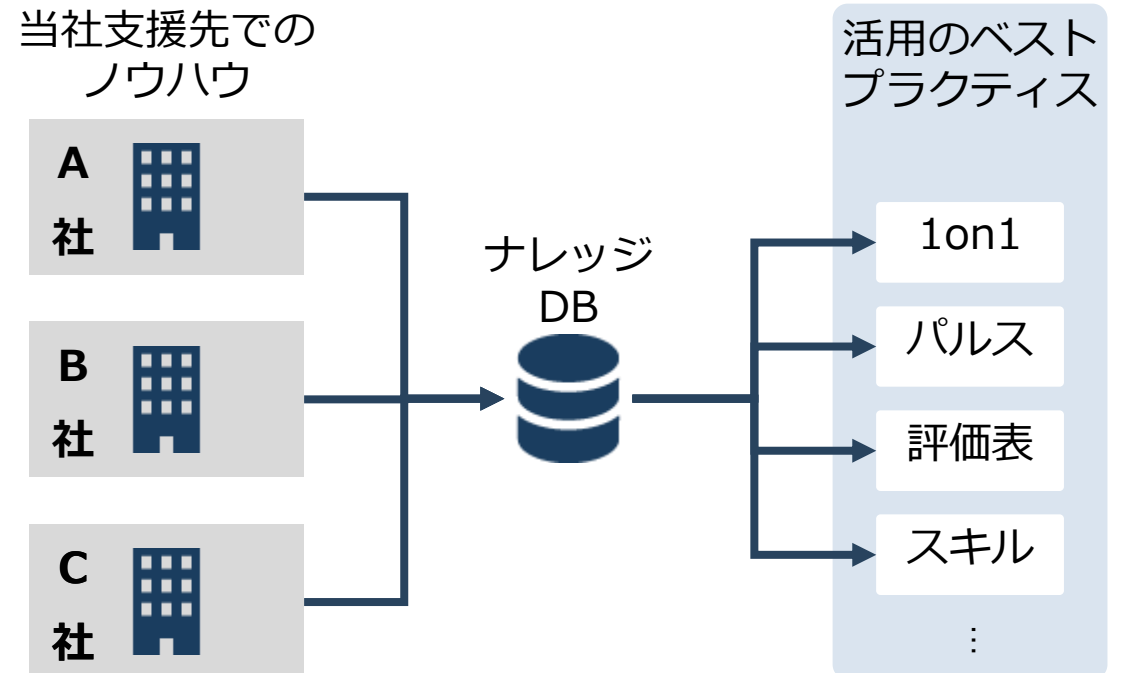 当社支援先での
ノウハウ
A
社
B
社
C
社
ナレッジ
DB
活用のベスト
プラクティス
1on1
パルス
評価表
スキル
…